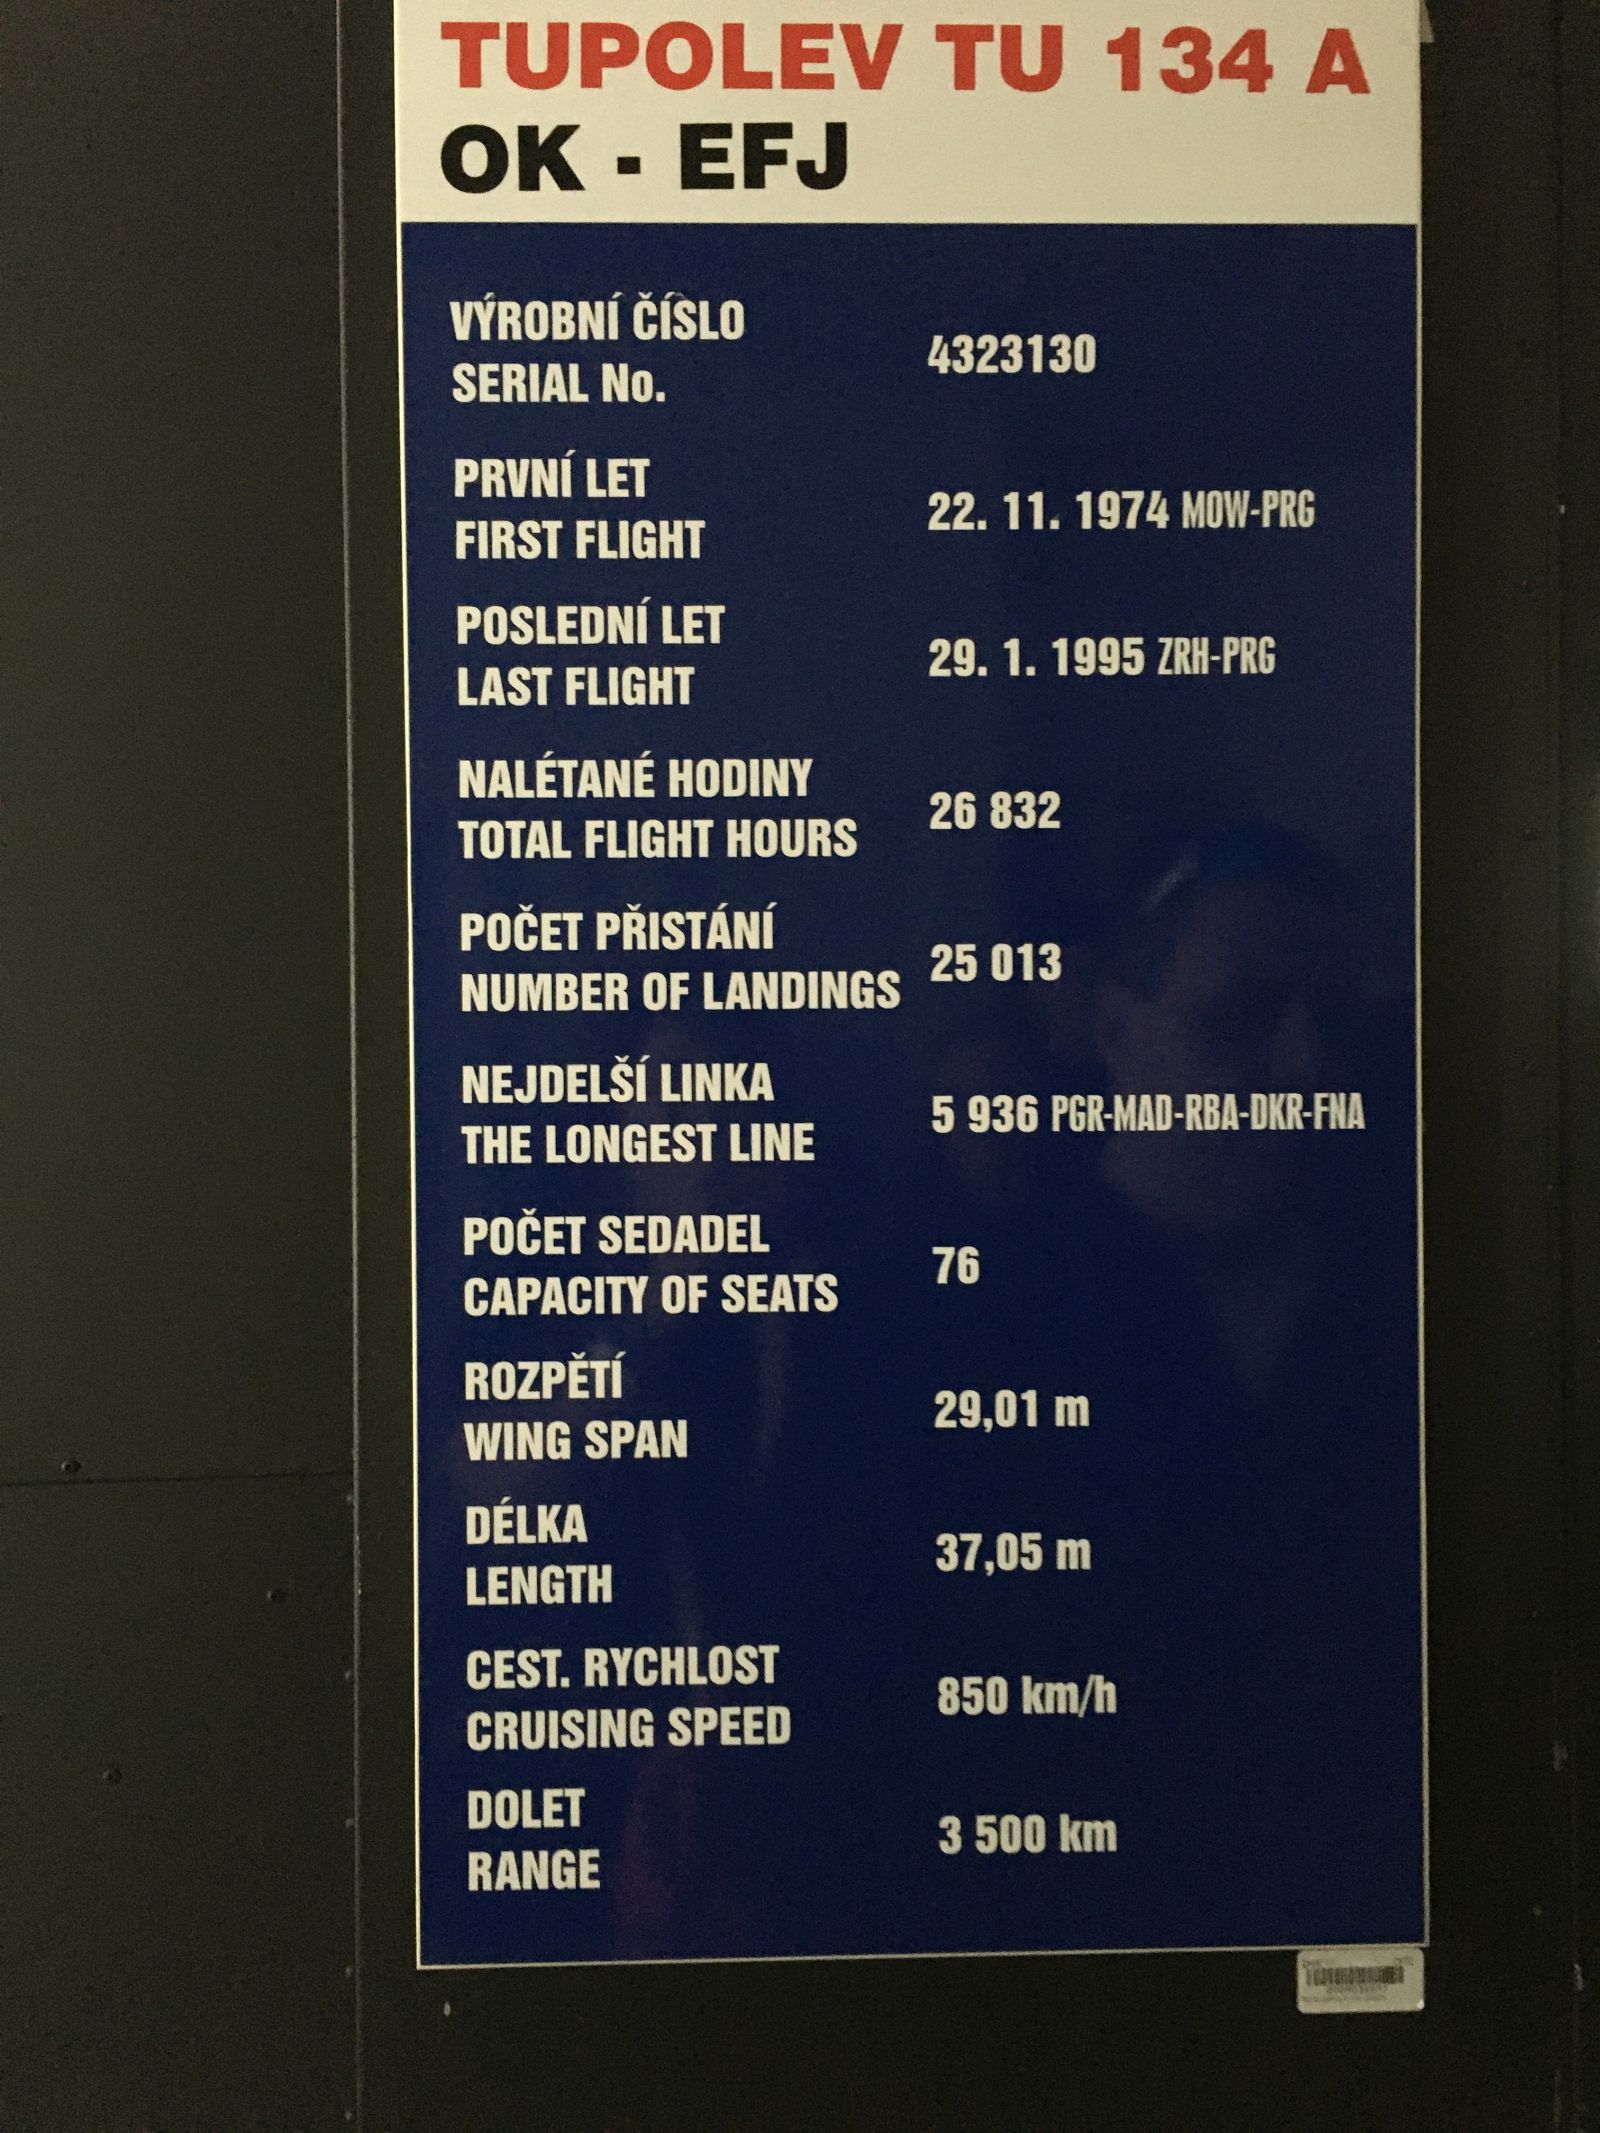 TUPOLEV TU 134 A
OK - EFJ
VÝROBNÍ ČÍSLO
SERIAL No.
4323130
PRVNÍ LET
FIRST FLIGHT
22. 11. 1974 MOW-PRG
POSLEDNÍ LET
LAST FLIGHT
29. 1. 1995 ZRH-PRG
NALÉTANÉ HODINY
TOTAL FLIGHT HOURS
26 832
POČET PŘISTÁNÍ
NUMBER OF LANDINGS
25 013
NEJDELŠÍ LINKA
THE LONGEST LINE
5 936 PGR-MAD-RBA-DKR-FNA
POČET SEDADEL
CAPACITY OF SEATS
76
ROZPĚTÍ
WING SPAN
29,01 m
DÉLKA
LENGTH
37,05 m
CEST. RYCHLOST
CRUISING SPEED
850 km/h
DOLET
RANGE
3 500 km